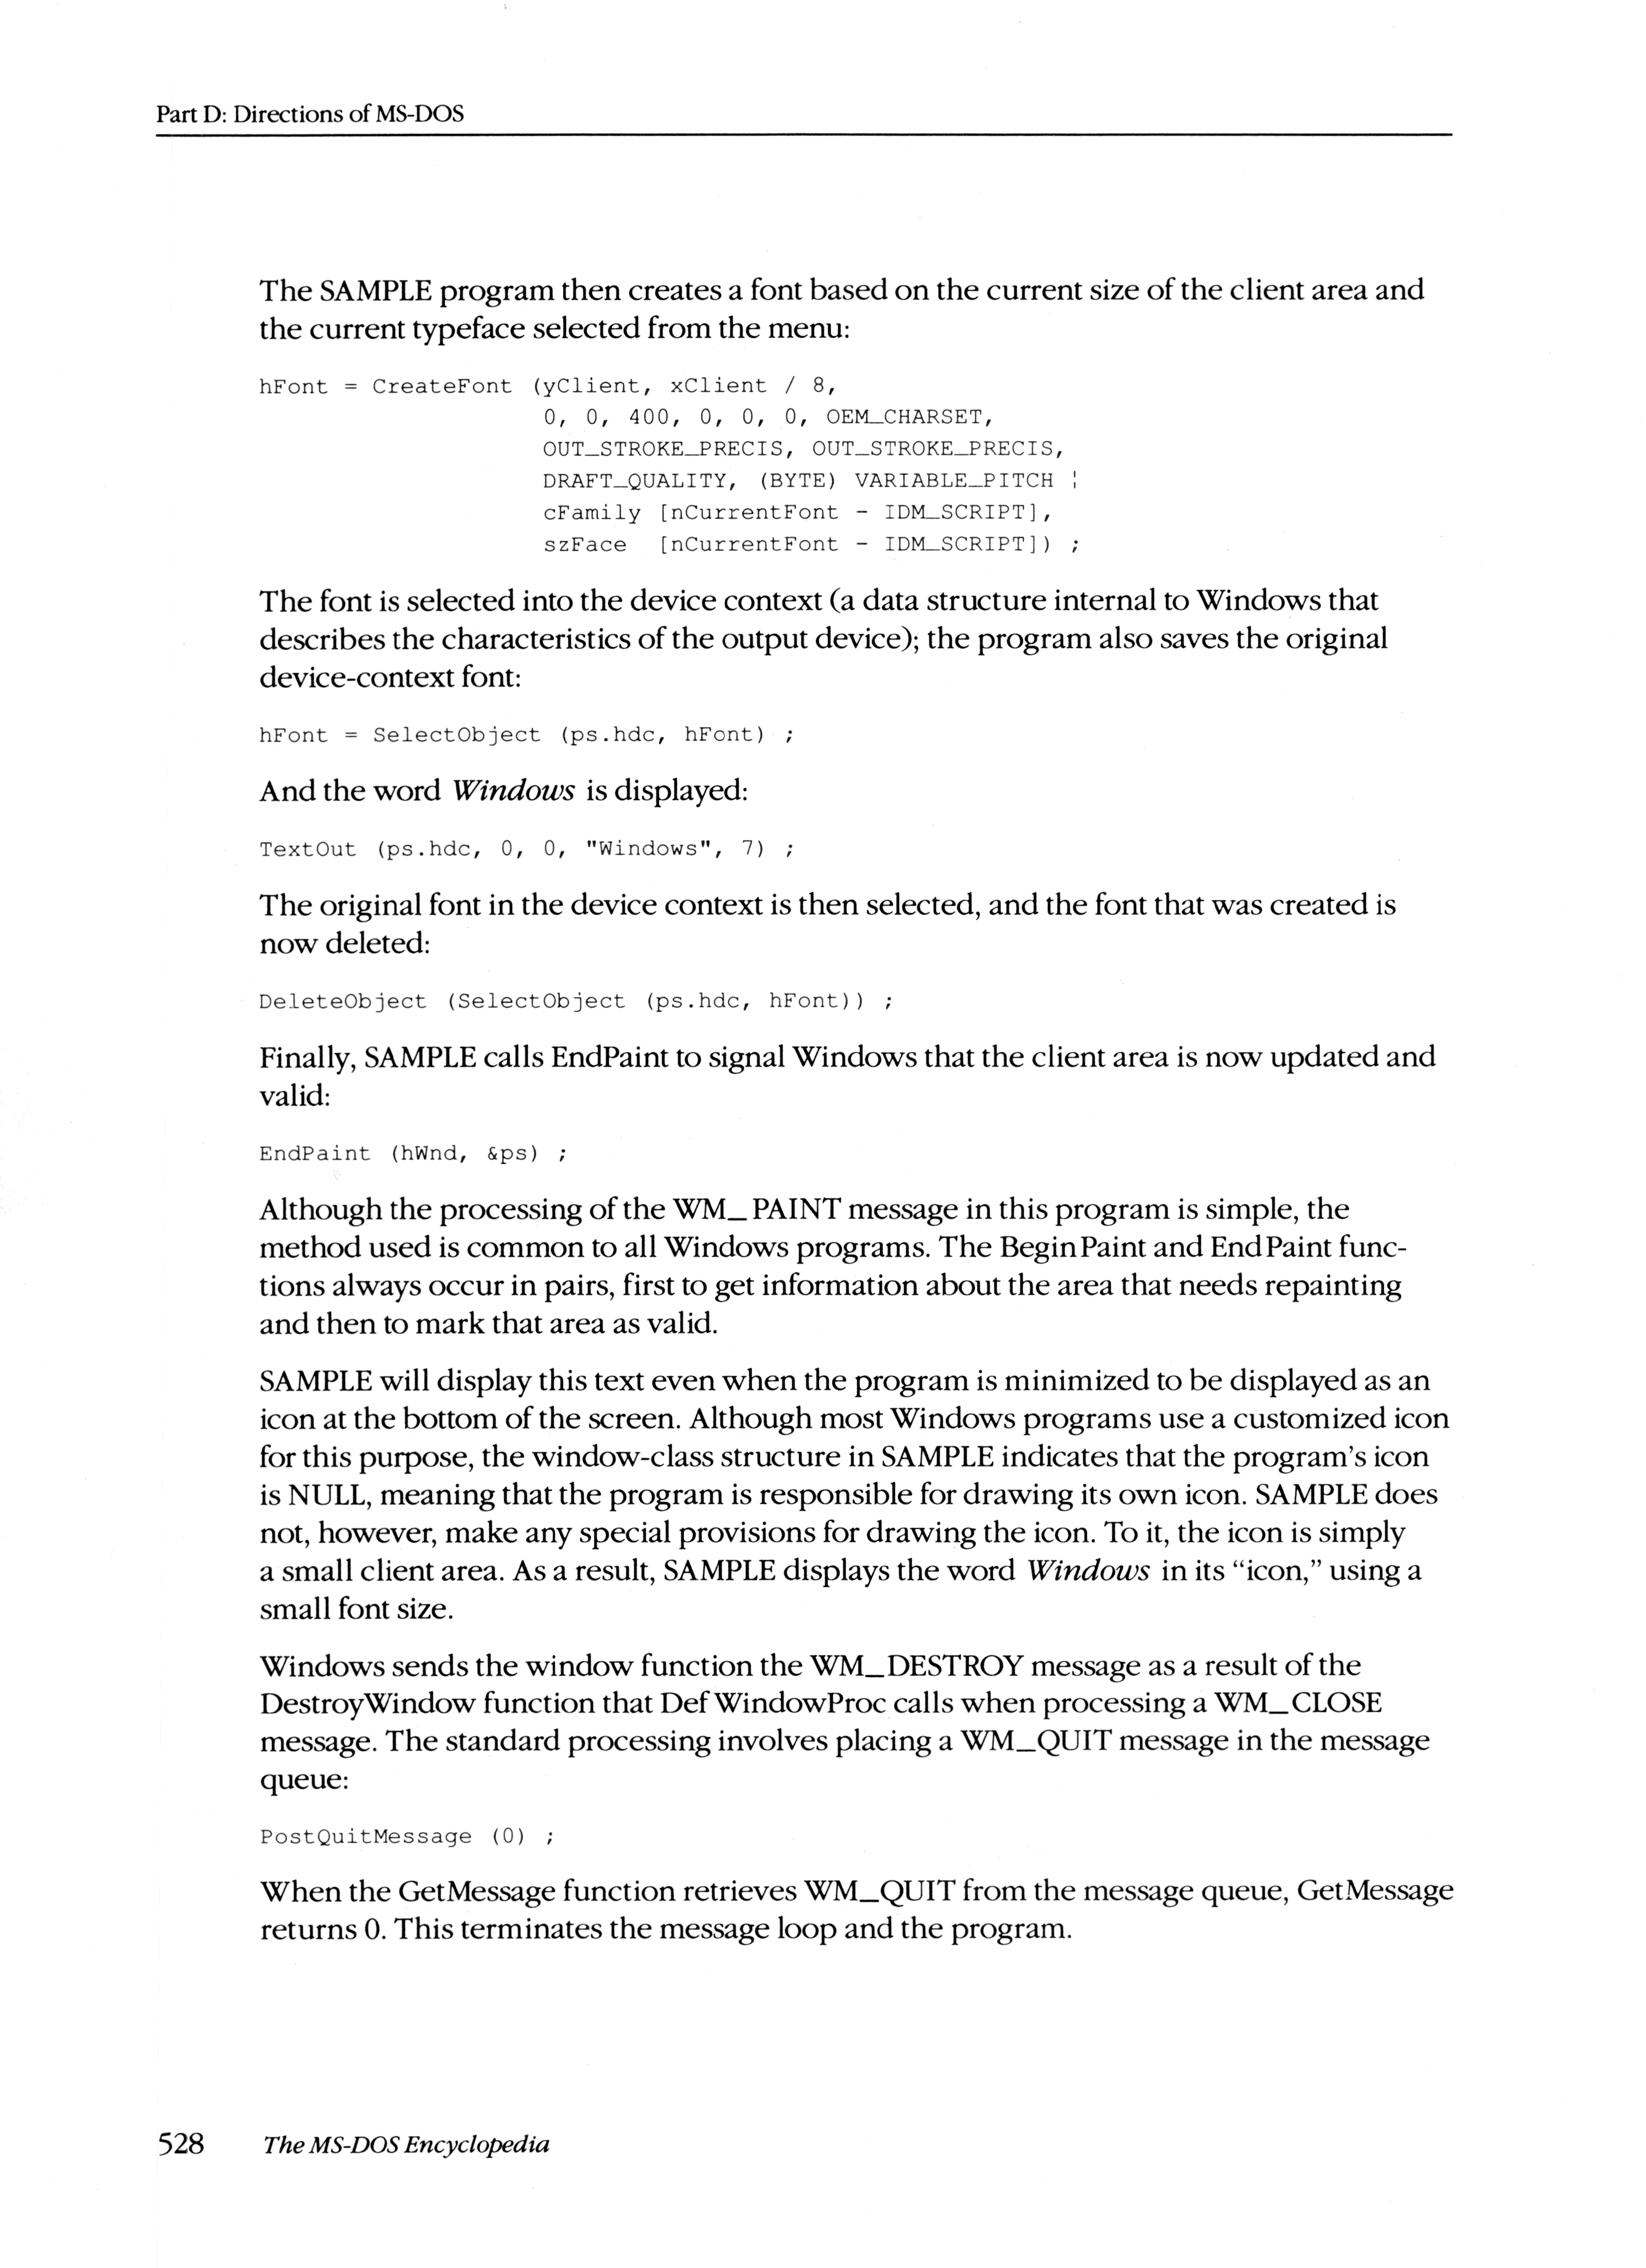 Part D: Directions of MS-DOS
The SAMPLE program then creates a font based on the current size of the client area and
the current typeface selected from the menu:
hFont = CreateFont (yClient, xClient / 8,
0, 0, 400, 0, 0, 0, OEM_CHARSET,
OUT_STROKE_PRECIS, OUT_STROKE_PRECIS,
DRAFT_QUALITY, (BYTE) VARIABLE_PITCH ¦
cFamily [nCurrentFont - IDM_SCRIPT],
szFace [nCurrentFont - IDM_SCRIPT]) ;
The font is selected into the device context (a data structure internal to Windows that
describes the characteristics of the output device); the program also saves the original
device-context font:
hFont = SelectObject (ps.hdc, hFont) ;
And the word Windows is displayed:
TextOut (ps.hdc, 0, 0, "Windows", 7) ;
The original font in the device context is then selected, and the font that was created is
now deleted:
DeleteObject (SelectObject (ps.hdc, hFont)) ;
Finally, SAMPLE calls EndPaint to signal Windows that the client area is now updated and
valid:
EndPaint (hWnd, &ps) ;
Although the processing of the WM_PAINT message in this program is simple, the
method used is common to all Windows programs. The BeginPaint and EndPaint func-
tions always occur in pairs, first to get information about the area that needs repainting
and then to mark that area as valid.
SAMPLE will display this text even when the program is minimized to be displayed as an
icon at the bottom of the screen. Although most Windows programs use a customized icon
for this purpose, the window-class structure in SAMPLE indicates that the program's icon
is NULL, meaning that the program is responsible for drawing its own icon. SAMPLE does
not, however, make any special provisions for drawing the icon. To it, the icon is simply
a small client area. As a result, SAMPLE displays the word Windows in its “icon,” using a
small font size.
Windows sends the window function the WM_DESTROY message as a result of the
DestroyWindow function that DefWindowProc calls when processing a WM_CLOSE
message. The standard processing involves placing a WM_QUIT message in the message
queue:
PostQuitMessage (0) ;
When the GetMessage function retrieves WM_QUIT from the message queue, GetMessage
returns 0. This terminates the message loop and the program.
528 The MS-DOS Encyclopedia